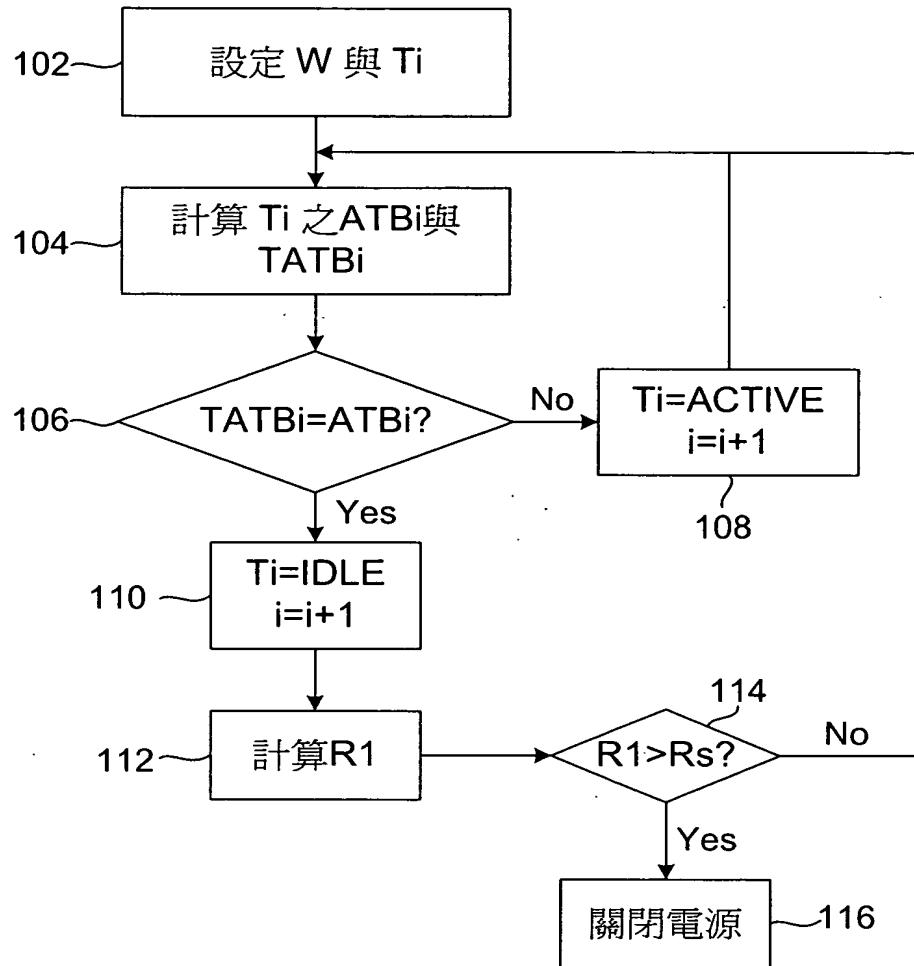 102
設定 W 與 Ti
104
計算 Ti 之ATBi與
TATBi
106
TATBi=ATBi?
No
Ti=ACTIVE
i=i+1
108
Yes
110
Ti=IDLE
i=i+1
112
計算R1
114
R1>Rs?
No
Yes
關閉電源
116